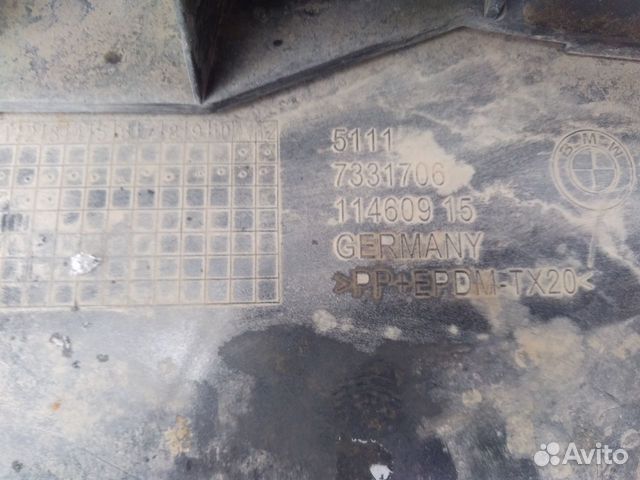 5111
7331706
114609 15
GERMANY
>PP+EPDM-TX20<
BMW
Avito